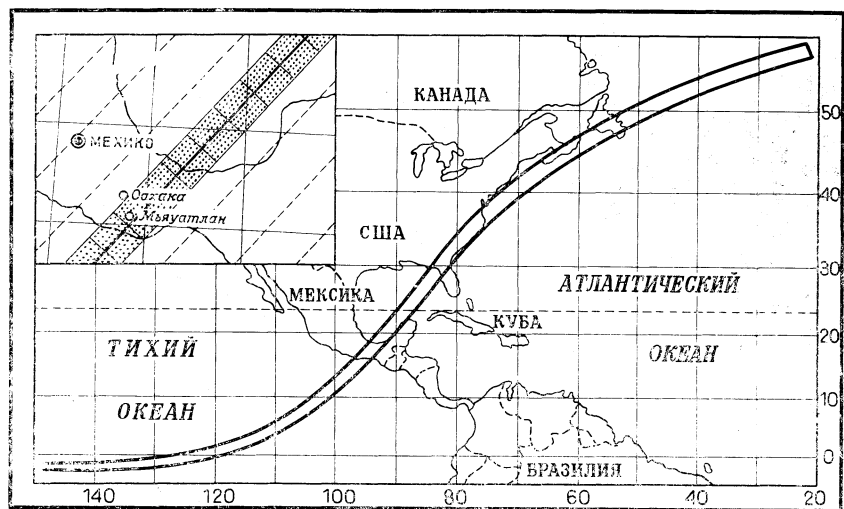 МЕХИКО
Оахака
Мьяуатлан
КАНАДА
50
40
США
30
МЕКСИКА
АТЛАНТИЧЕСКИЙ
КУБА
20
ТИХИЙ
ОКЕАН
10
ОКЕАН
0
БРАЗИЛИЯ
140
120
100
80
60
40
20